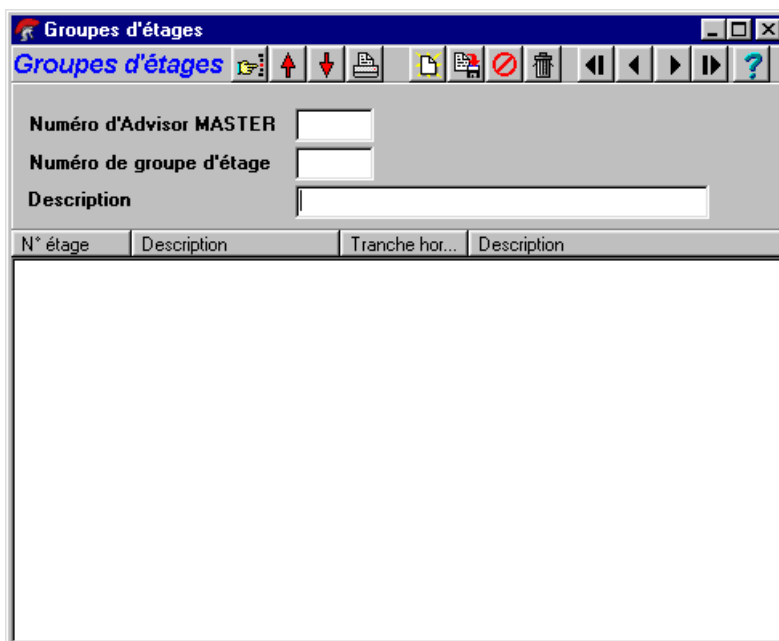 Groupes d'étages
Groupes d'étages
Numéro d'Advisor MASTER
Numéro de groupe d'étage
Description
N° étage Description Tranche hor... Description